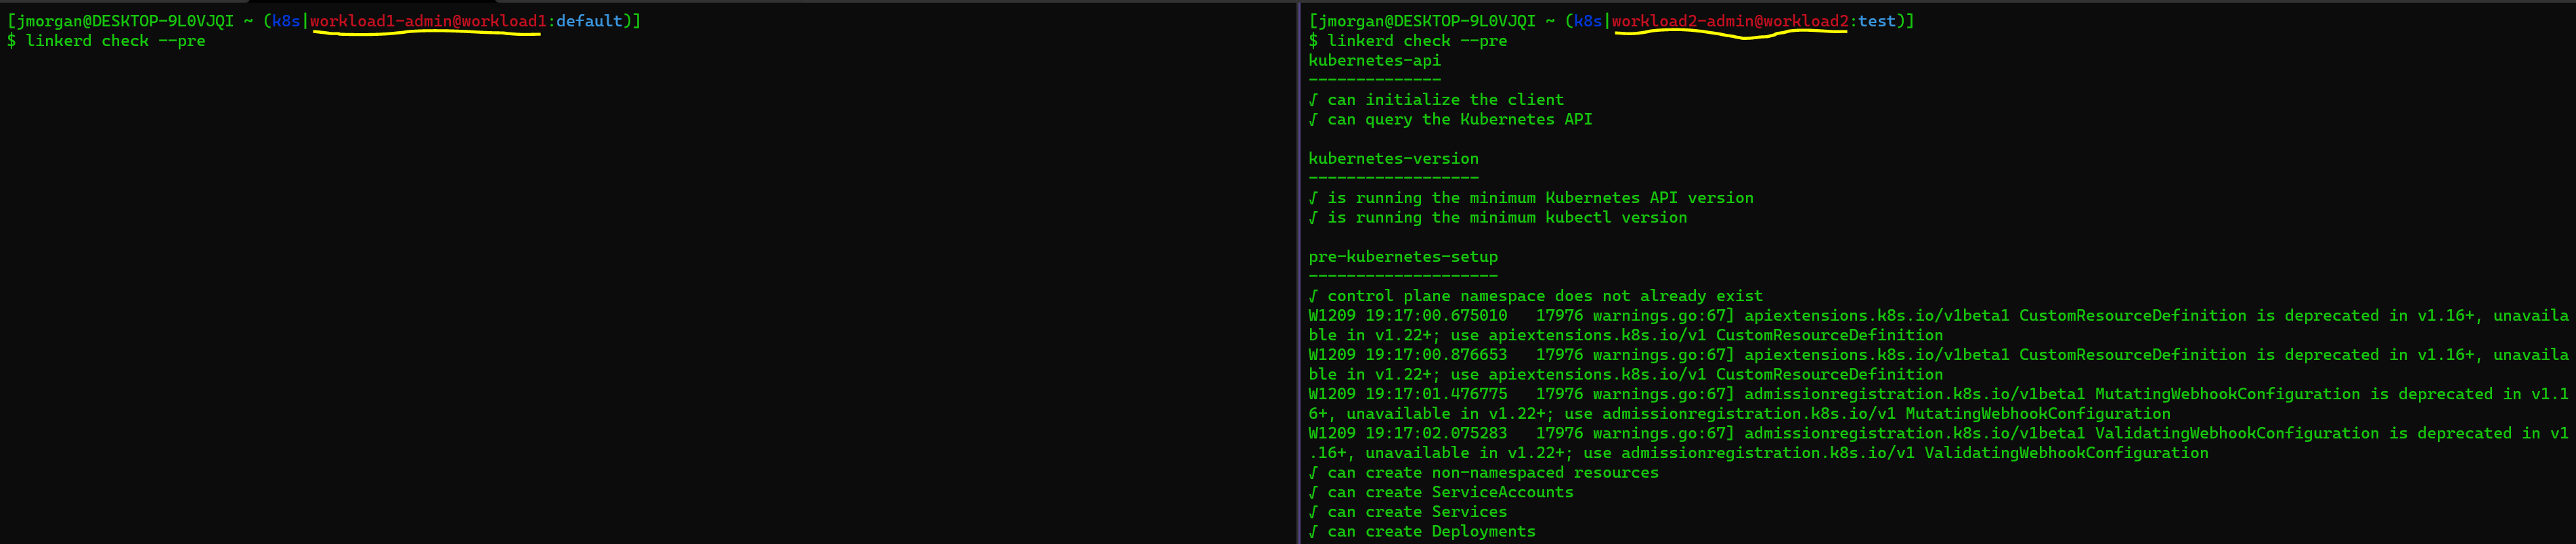 [jmorgan@DESKTOP-9L0VJQI ~ (k8s|workload1-admin@workload1:default)]
$ linkerd check --pre
[jmorgan@DESKTOP-9L0VJQI ~ (k8s|workload2-admin@workload2:test)]
$ linkerd check --pre
kubernetes-api
--------------
√ can initialize the client
√ can query the Kubernetes API
kubernetes-version
------------------
√ is running the minimum Kubernetes API version
√ is running the minimum kubectl version
pre-kubernetes-setup
--------------------
√ control plane namespace does not already exist
W1209 19:17:00.675010   17976 warnings.go:67] apiextensions.k8s.io/v1beta1 CustomResourceDefinition is deprecated in v1.16+, unavaila
ble in v1.22+; use apiextensions.k8s.io/v1 CustomResourceDefinition
W1209 19:17:00.876653   17976 warnings.go:67] apiextensions.k8s.io/v1beta1 CustomResourceDefinition is deprecated in v1.16+, unavaila
ble in v1.22+; use apiextensions.k8s.io/v1 CustomResourceDefinition
W1209 19:17:01.476775   17976 warnings.go:67] admissionregistration.k8s.io/v1beta1 MutatingWebhookConfiguration is deprecated in v1.1
6+, unavailable in v1.22+; use admissionregistration.k8s.io/v1 MutatingWebhookConfiguration
W1209 19:17:02.075283   17976 warnings.go:67] admissionregistration.k8s.io/v1beta1 ValidatingWebhookConfiguration is deprecated in v1
.16+, unavailable in v1.22+; use admissionregistration.k8s.io/v1 ValidatingWebhookConfiguration
√ can create non-namespaced resources
√ can create ServiceAccounts
√ can create Services
√ can create Deployments